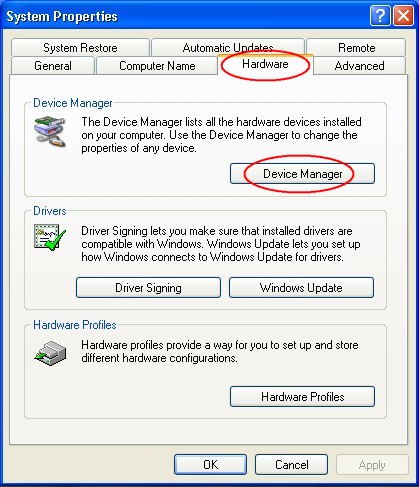 System Properties
System Restore Automatic Updates Remote
General Computer Name Hardware Advanced
Device Manager
The Device Manager lists all the hardware devices installed
on your computer. Use the Device Manager to change the
properties of any device.
Device Manager
Drivers
Driver Signing lets you make sure that installed drivers are
compatible with Windows. Windows Update lets you set up
how Windows connects to Windows Update for drivers.
Driver Signing Windows Update
Hardware Profiles
Hardware profiles provide a way for you to set up and store
different hardware configurations.
Hardware Profiles
OK Cancel Apply